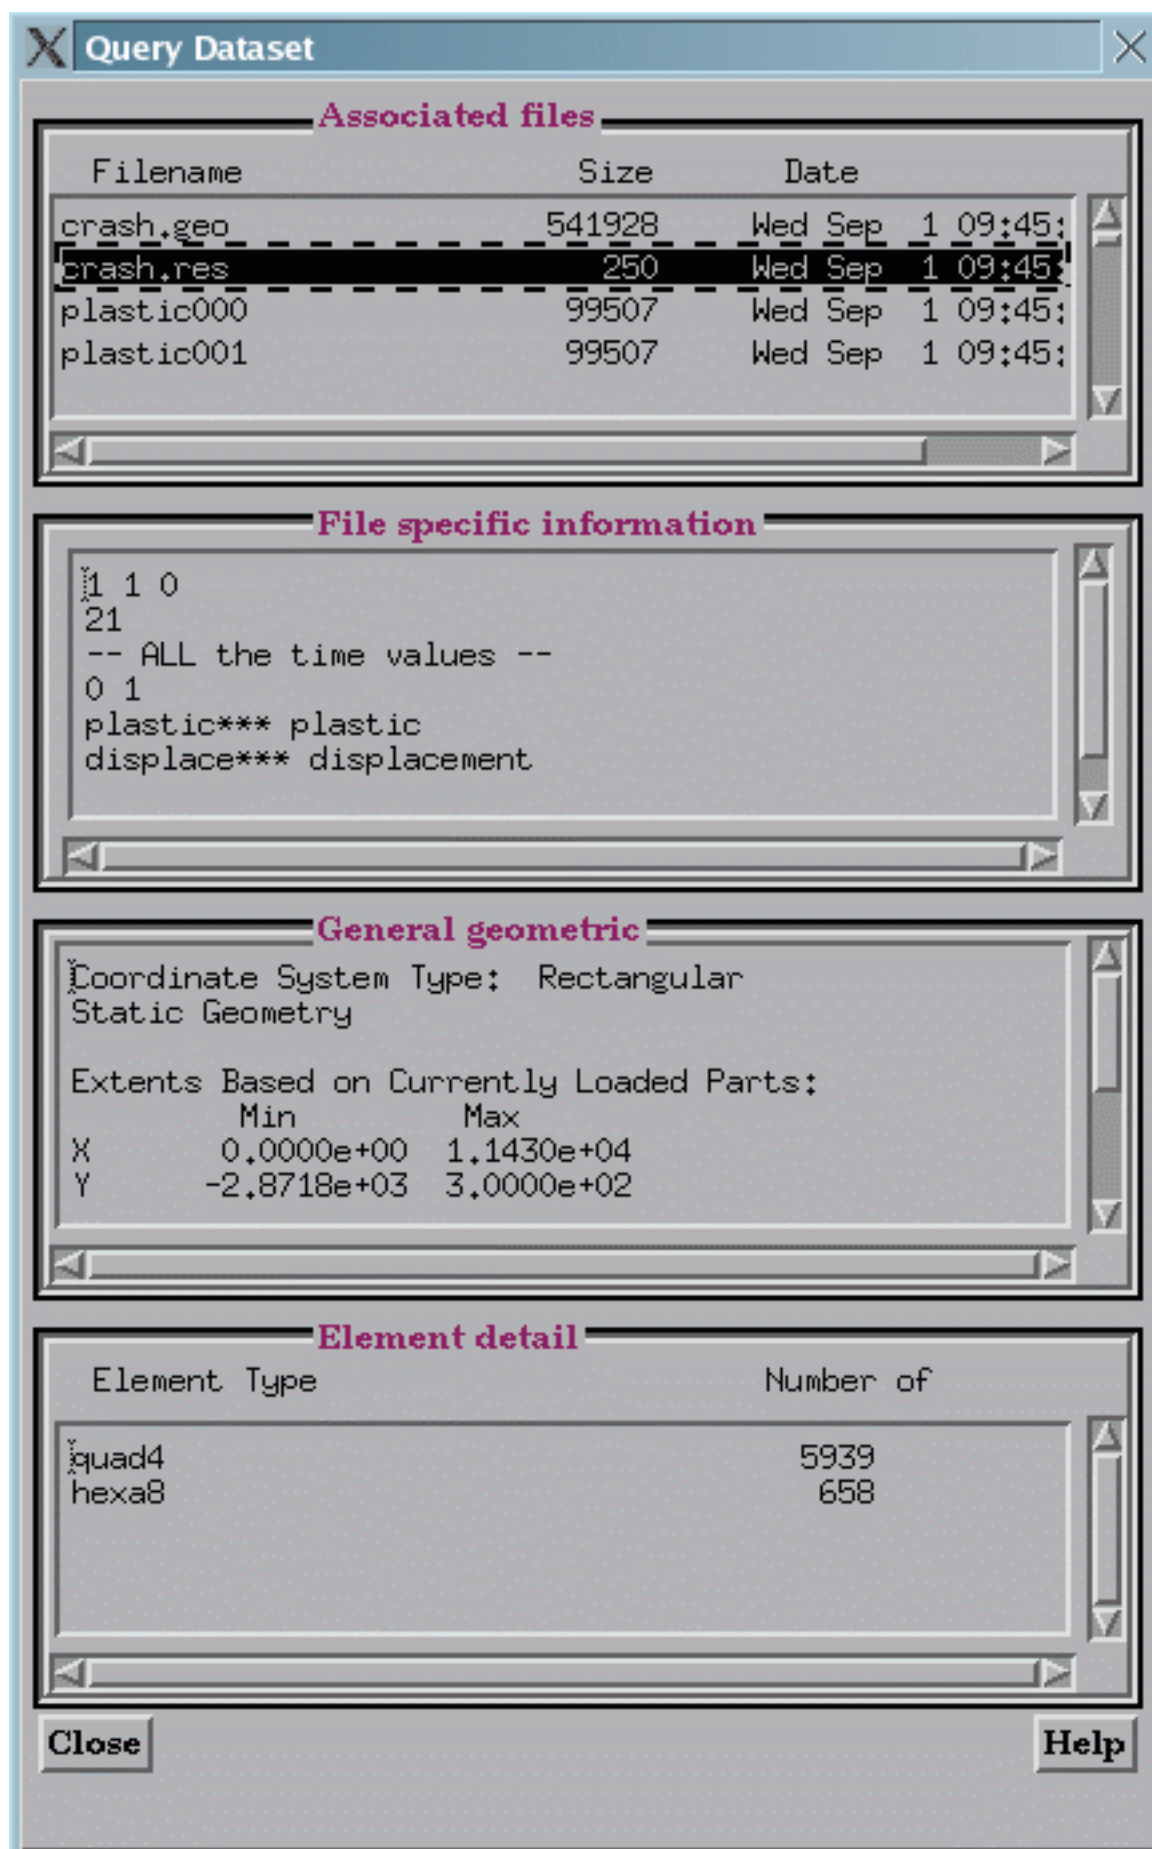 Query Dataset
Associated files
Filename Size Date
crash.geo 541928 Wed Sep 1 09:45:
crash.res 250 Wed Sep 1 09:45:
plastic000 99507 Wed Sep 1 09:45:
plastic001 99507 Wed Sep 1 09:45:
File specific information
1 1 0
21
-- ALL the time values --
0 1
plastic*** plastic
displace*** displacement
General geometric
Coordinate System Type: Rectangular
Static Geometry
Extents Based on Currently Loaded Parts:
Min Max
X 0.0000e+00 1.1430e+04
Y -2.8718e+03 3.0000e+02
Element detail
Element Type Number of
quad4 5939
hexa8 658
Close Help